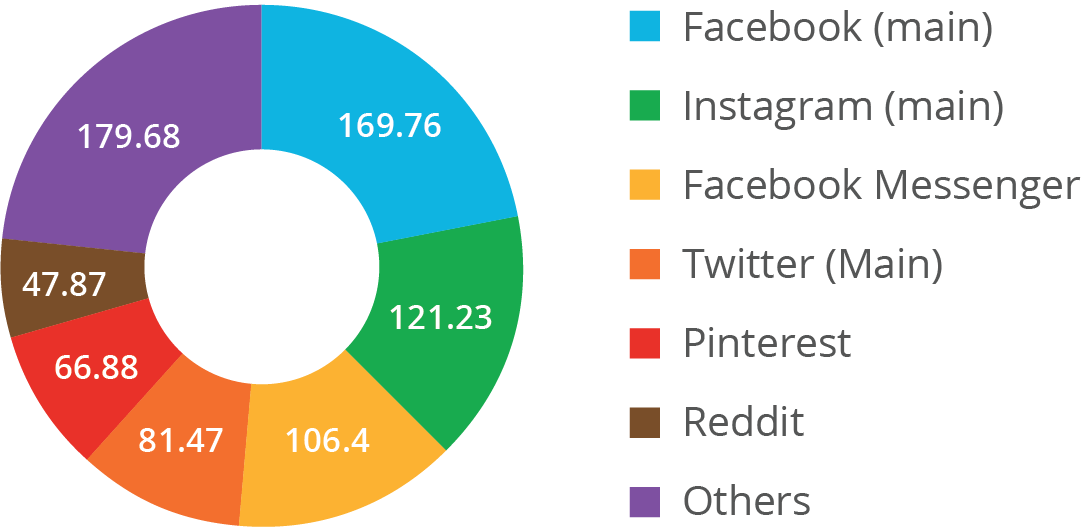 179.68
169.76
47.87
121.23
66.88
81.47
106.4
Facebook (main)
Instagram (main)
Facebook Messenger
Twitter (Main)
Pinterest
Reddit
Others